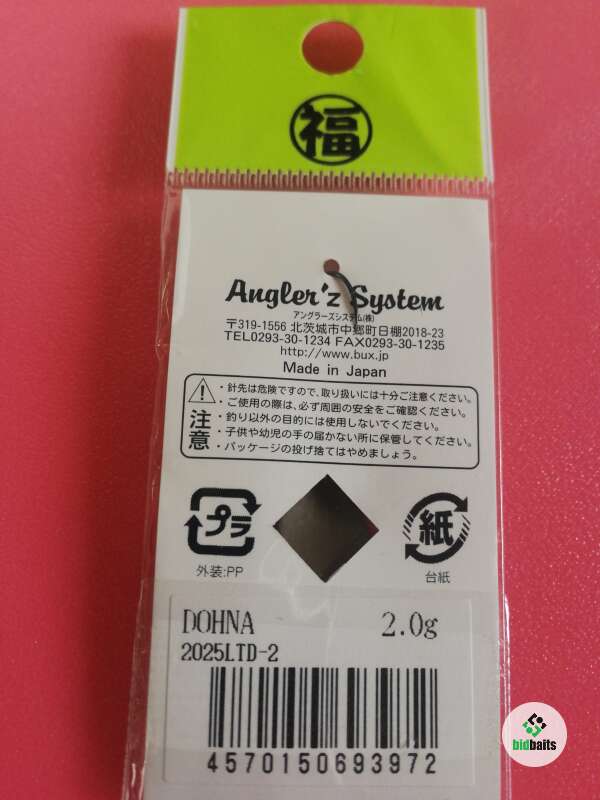 福
Angler'z System
アングラーズシステム(株)
〒319-1556 北茨城市中郷町日棚2018-23
TEL0293-30-1234 FAX0293-30-1235
http://www.bux.jp
Made in Japan
注意
・針先は危険ですので、取り扱いには十分ご注意ください。
・ご使用の際は、必ず周囲の安全をご確認ください。
・釣り以外の目的には使用しないでください。
・子供や幼児の手の届かない所に保管してください。
・パッケージの投げ捨てはやめましょう。
プラ
外装:PP
紙
台紙
DOHNA 2.0g
2025LTD-2
4570150693972
bidbaits